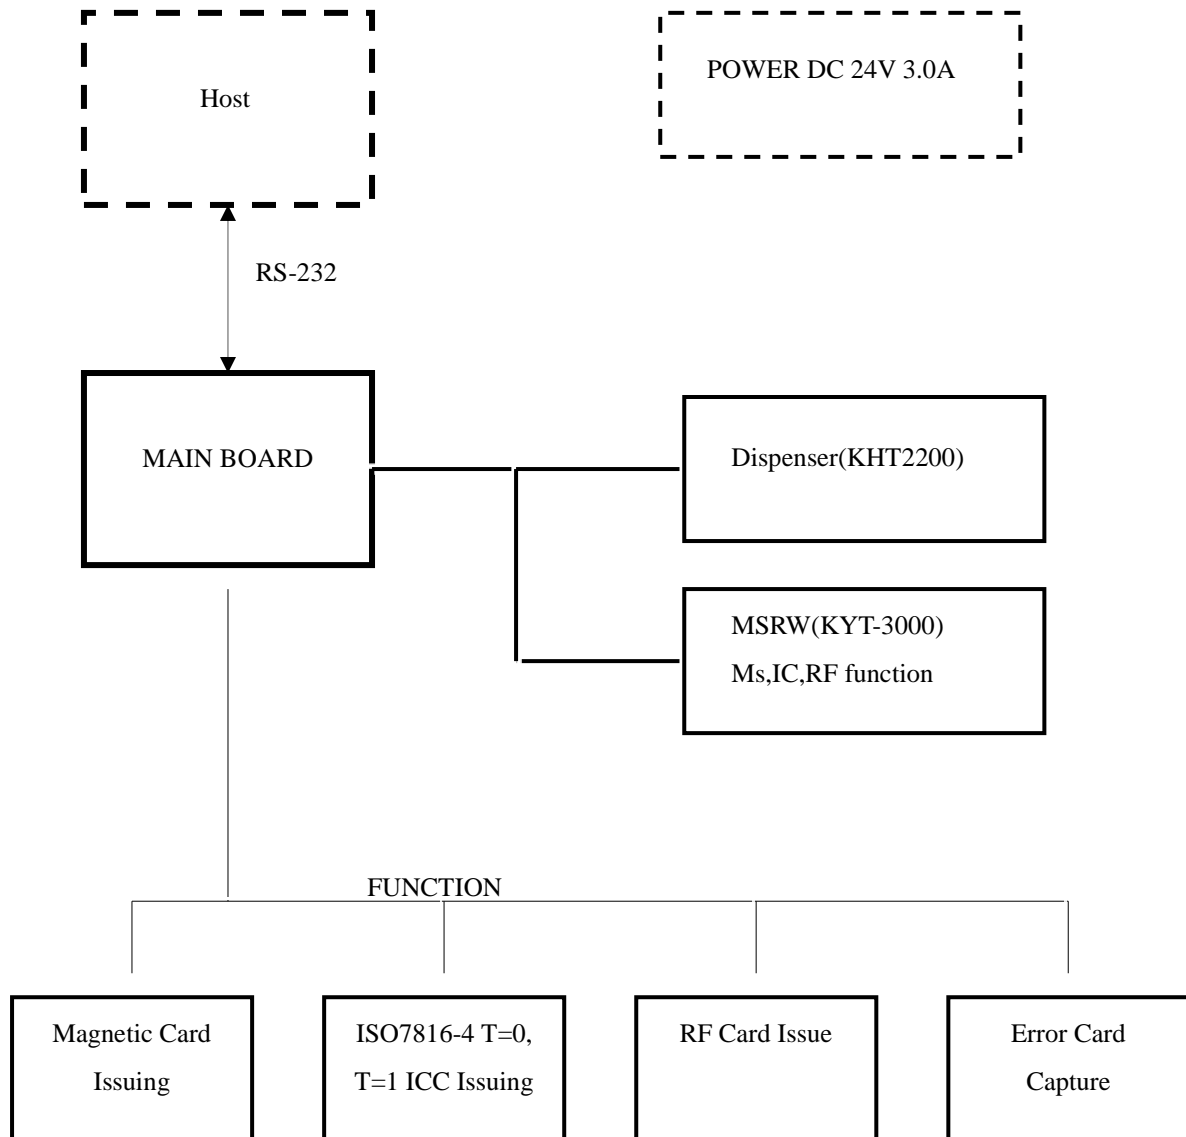 Host
POWER DC 24V 3.0A
RS-232
MAIN BOARD
Dispenser(KHT2200)
MSRW(KYT-3000)
Ms,IC,RF function
FUNCTION
Magnetic Card
Issuing
ISO7816-4 T=0,
T=1 ICC Issuing
RF Card Issue
Error Card
Capture